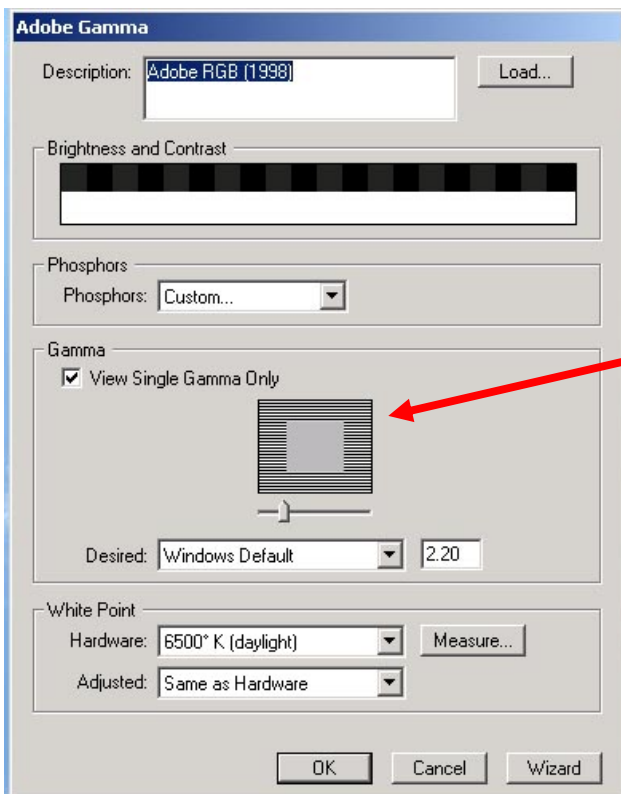 Adobe Gamma
Description: Adobe RGB (1998) Load...
Brightness and Contrast
Phosphors
Phosphors: Custom...
Gamma
View Single Gamma Only
Desired: Windows Default 2.20
White Point
Hardware: 6500° K (daylight) Measure...
Adjusted: Same as Hardware
OK Cancel Wizard